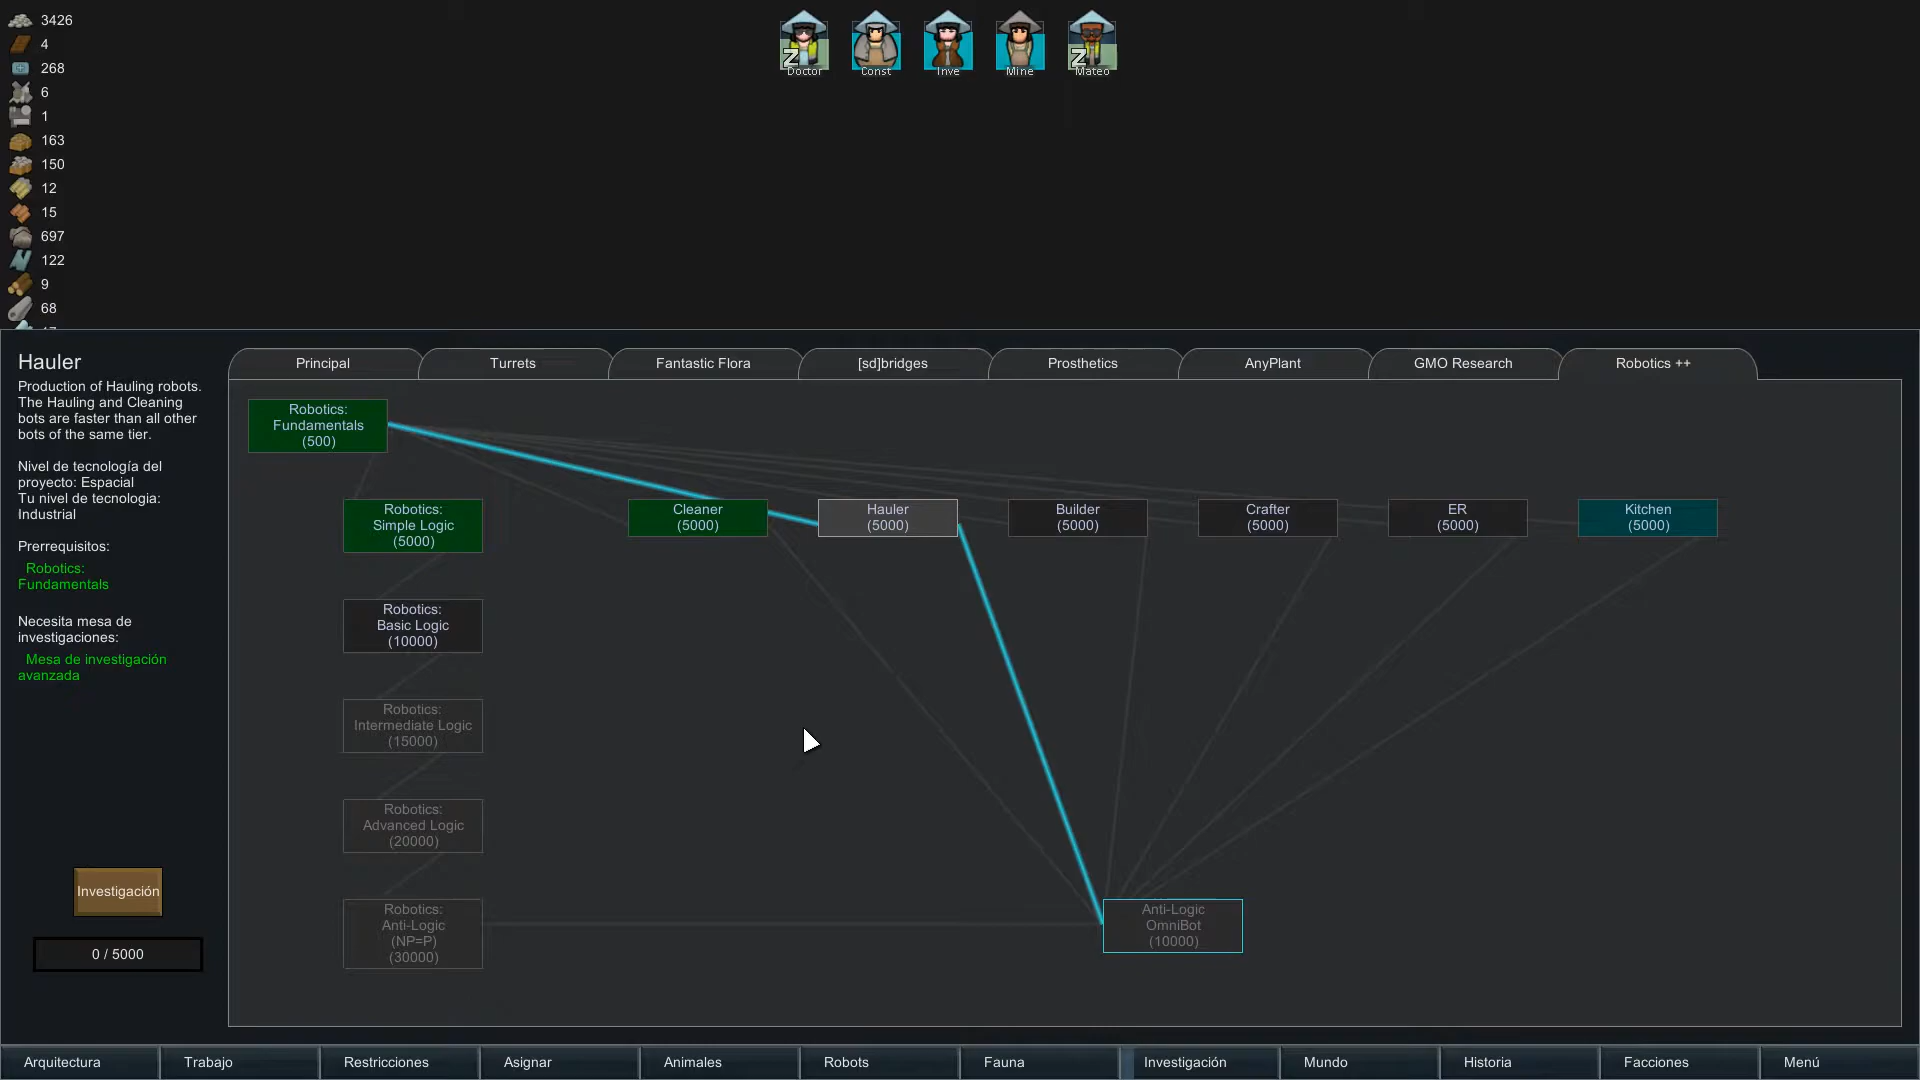 3426
4
268
6
1
163
150
12
15
697
122
9
68
Z Doctor
Const
Inve
Mine
Z Mateo
Hauler
Production of Hauling robots.
The Hauling and Cleaning
bots are faster than all other
bots of the same tier.
Nivel de tecnología del
proyecto: Espacial
Tu nivel de tecnologia:
Industrial
Prerrequisitos:
Robotics:
Fundamentals
Necesita mesa de
investigaciones:
Mesa de investigación
avanzada
Investigación
0 / 5000
Principal
Turrets
Fantastic Flora
[sd]bridges
Prosthetics
AnyPlant
GMO Research
Robotics ++
Robotics:
Fundamentals
(500)
Robotics:
Simple Logic
(5000)
Cleaner
(5000)
Hauler
(5000)
Builder
(5000)
Crafter
(5000)
ER
(5000)
Kitchen
(5000)
Robotics:
Basic Logic
(10000)
Robotics:
Intermediate Logic
(15000)
Robotics:
Advanced Logic
(20000)
Robotics:
Anti-Logic
(NP=P)
(30000)
Anti-Logic
OmniBot
(10000)
Arquitectura
Trabajo
Restricciones
Asignar
Animales
Robots
Fauna
Investigación
Mundo
Historia
Facciones
Menú